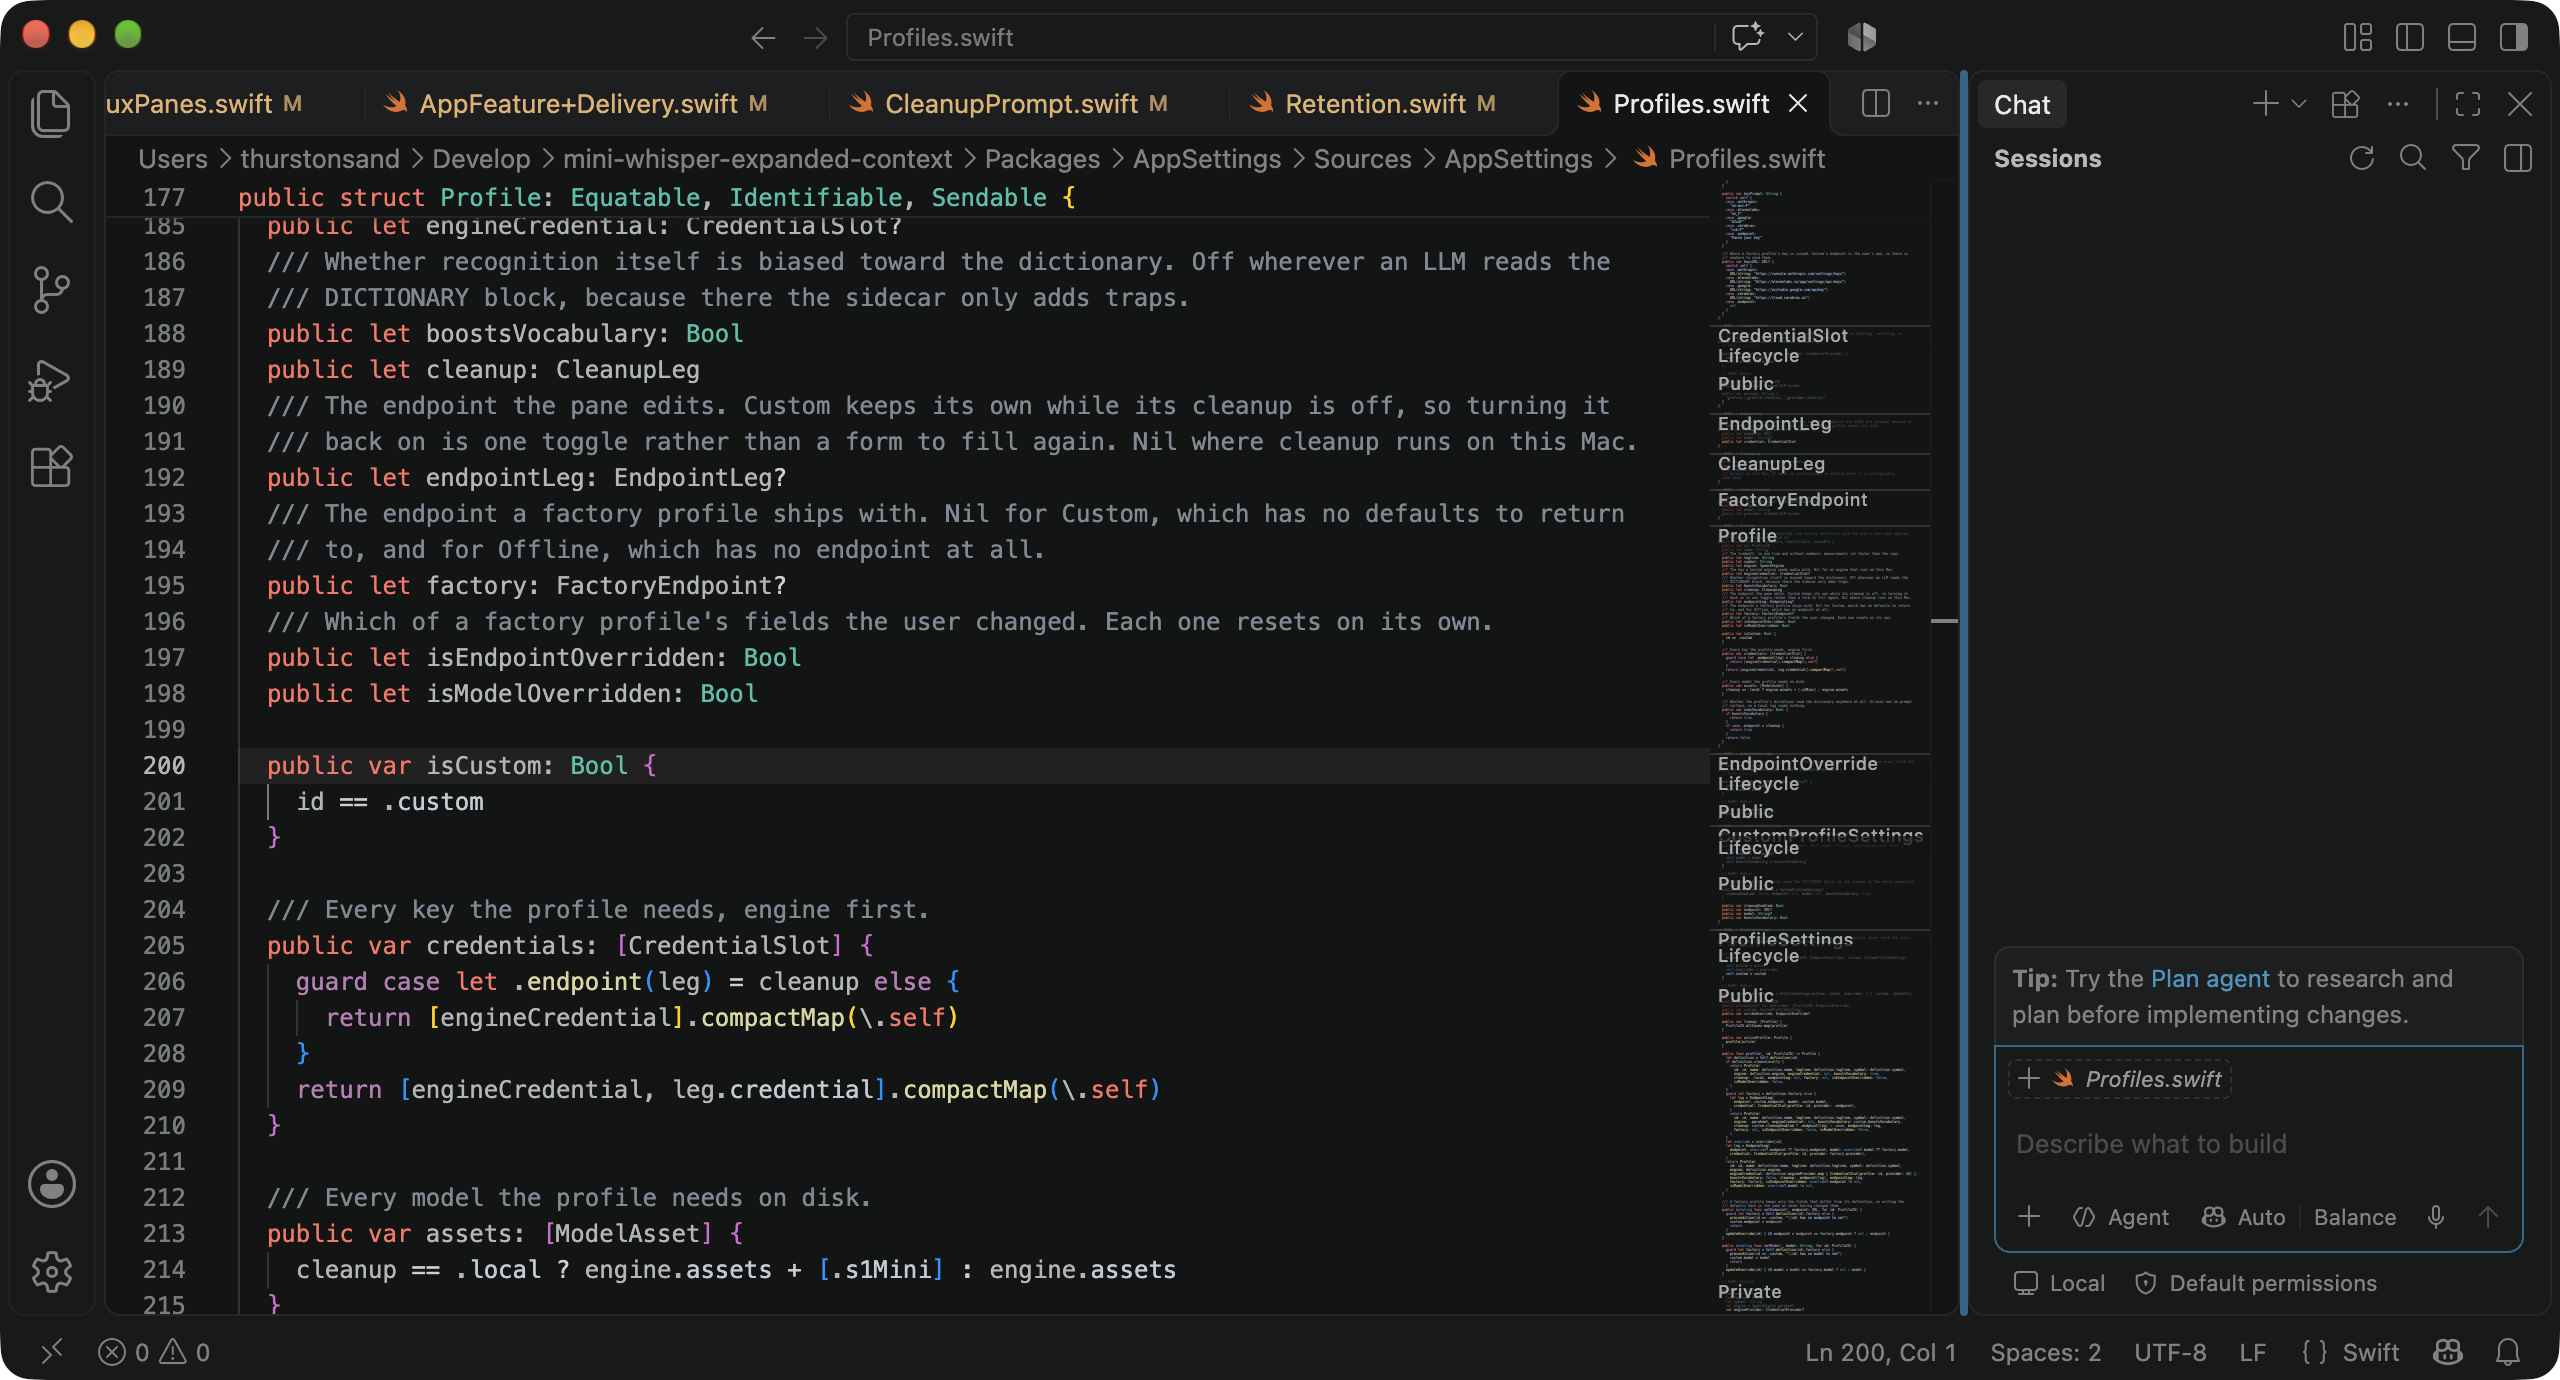 Profiles.swift
uxPanes.swift M
AppFeature+Delivery.swift M
CleanupPrompt.swift M
Retention.swift M
Profiles.swift
Users > thurstonsand > Develop > mini-whisper-expanded-context > Packages > AppSettings > Sources > AppSettings > Profiles.swift
177 public struct Profile: Equatable, Identifiable, Sendable {
185 public let engineCredential: CredentialSlot?
186 /// Whether recognition itself is biased toward the dictionary. Off wherever an LLM reads the
187 /// DICTIONARY block, because there the sidecar only adds traps.
188 public let boostsVocabulary: Bool
189 public let cleanup: CleanupLeg
190 /// The endpoint the pane edits. Custom keeps its own while its cleanup is off, so turning it
191 /// back on is one toggle rather than a form to fill again. Nil where cleanup runs on this Mac.
192 public let endpointLeg: EndpointLeg?
193 /// The endpoint a factory profile ships with. Nil for Custom, which has no defaults to return
194 /// to, and for Offline, which has no endpoint at all.
195 public let factory: FactoryEndpoint?
196 /// Which of a factory profile's fields the user changed. Each one resets on its own.
197 public let isEndpointOverridden: Bool
198 public let isModelOverridden: Bool
199
200 public var isCustom: Bool {
201 id == .custom
202 }
203
204 /// Every key the profile needs, engine first.
205 public var credentials: [CredentialSlot] {
206 guard case let .endpoint(leg) = cleanup else {
207 return [engineCredential].compactMap(\.self)
208 }
209 return [engineCredential, leg.credential].compactMap(\.self)
210 }
211
212 /// Every model the profile needs on disk.
213 public var assets: [ModelAsset] {
214 cleanup == .local ? engine.assets + [.s1Mini] : engine.assets
215 }
CredentialSlot
Lifecycle
Public
EndpointLeg
CleanupLeg
FactoryEndpoint
Profile
EndpointOverride
Lifecycle
Public
CustomProfileSettings
Lifecycle
Public
ProfileSettings
Lifecycle
Public
Private
Chat
Sessions
Tip: Try the Plan agent to research and
plan before implementing changes.
Profiles.swift
Describe what to build
Agent Auto Balance
Local Default permissions
0 0
Ln 200, Col 1 Spaces: 2 UTF-8 LF {} Swift